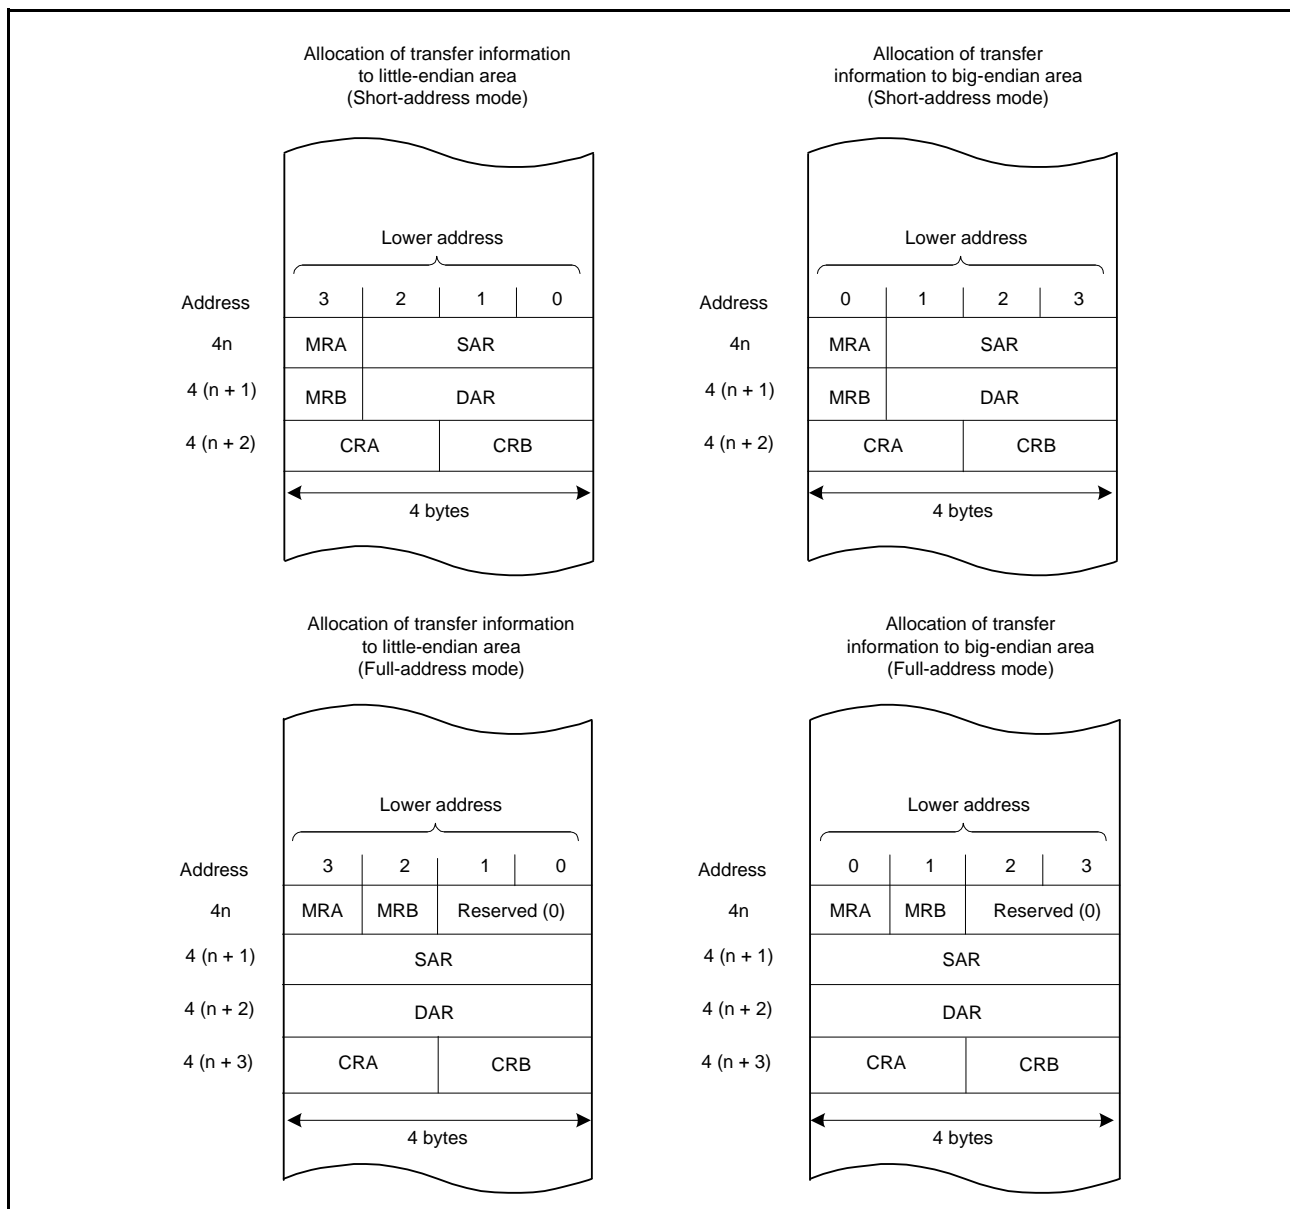 Allocation of transfer information
to little-endian area
(Short-address mode)
Lower address
Address 3 2 1 0
4n MRA SAR
4 (n + 1) MRB DAR
4 (n + 2) CRA CRB
4 bytes
Allocation of transfer
information to big-endian area
(Short-address mode)
Lower address
Address 0 1 2 3
4n MRA SAR
4 (n + 1) MRB DAR
4 (n + 2) CRA CRB
4 bytes
Allocation of transfer information
to little-endian area
(Full-address mode)
Lower address
Address 3 2 1 0
4n MRA MRB Reserved (0)
4 (n + 1) SAR
4 (n + 2) DAR
4 (n + 3) CRA CRB
4 bytes
Allocation of transfer
information to big-endian area
(Full-address mode)
Lower address
Address 0 1 2 3
4n MRA MRB Reserved (0)
4 (n + 1) SAR
4 (n + 2) DAR
4 (n + 3) CRA CRB
4 bytes